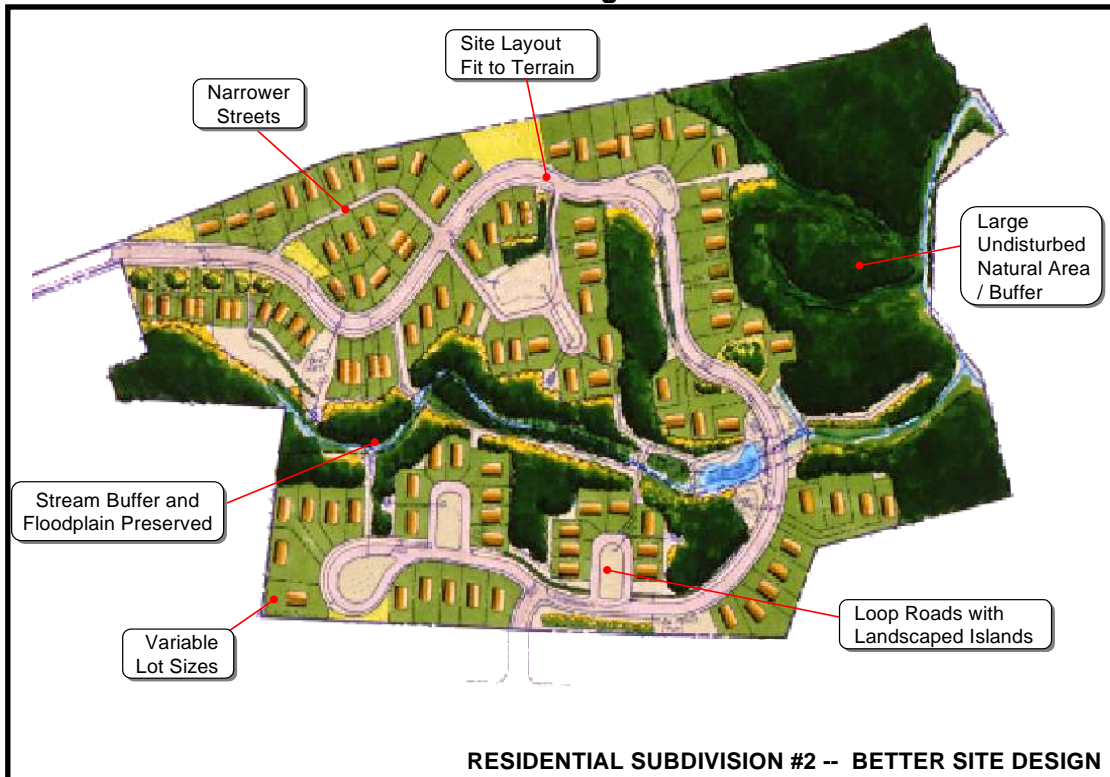 Site Layout
Fit to Terrain
Narrower
Streets
Large
Undisturbed
Natural Area
/ Buffer
Stream Buffer and
Floodplain Preserved
Loop Roads with
Landscaped Islands
Variable
Lot Sizes
RESIDENTIAL SUBDIVISION #2 -- BETTER SITE DESIGN